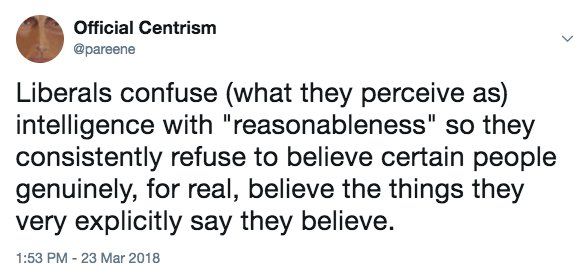 Official Centrism
@pareene
Liberals confuse (what they perceive as)
intelligence with "reasonableness" so they
consistently refuse to believe certain people
genuinely, for real, believe the things they
very explicitly say they believe.
1:53 PM - 23 Mar 2018